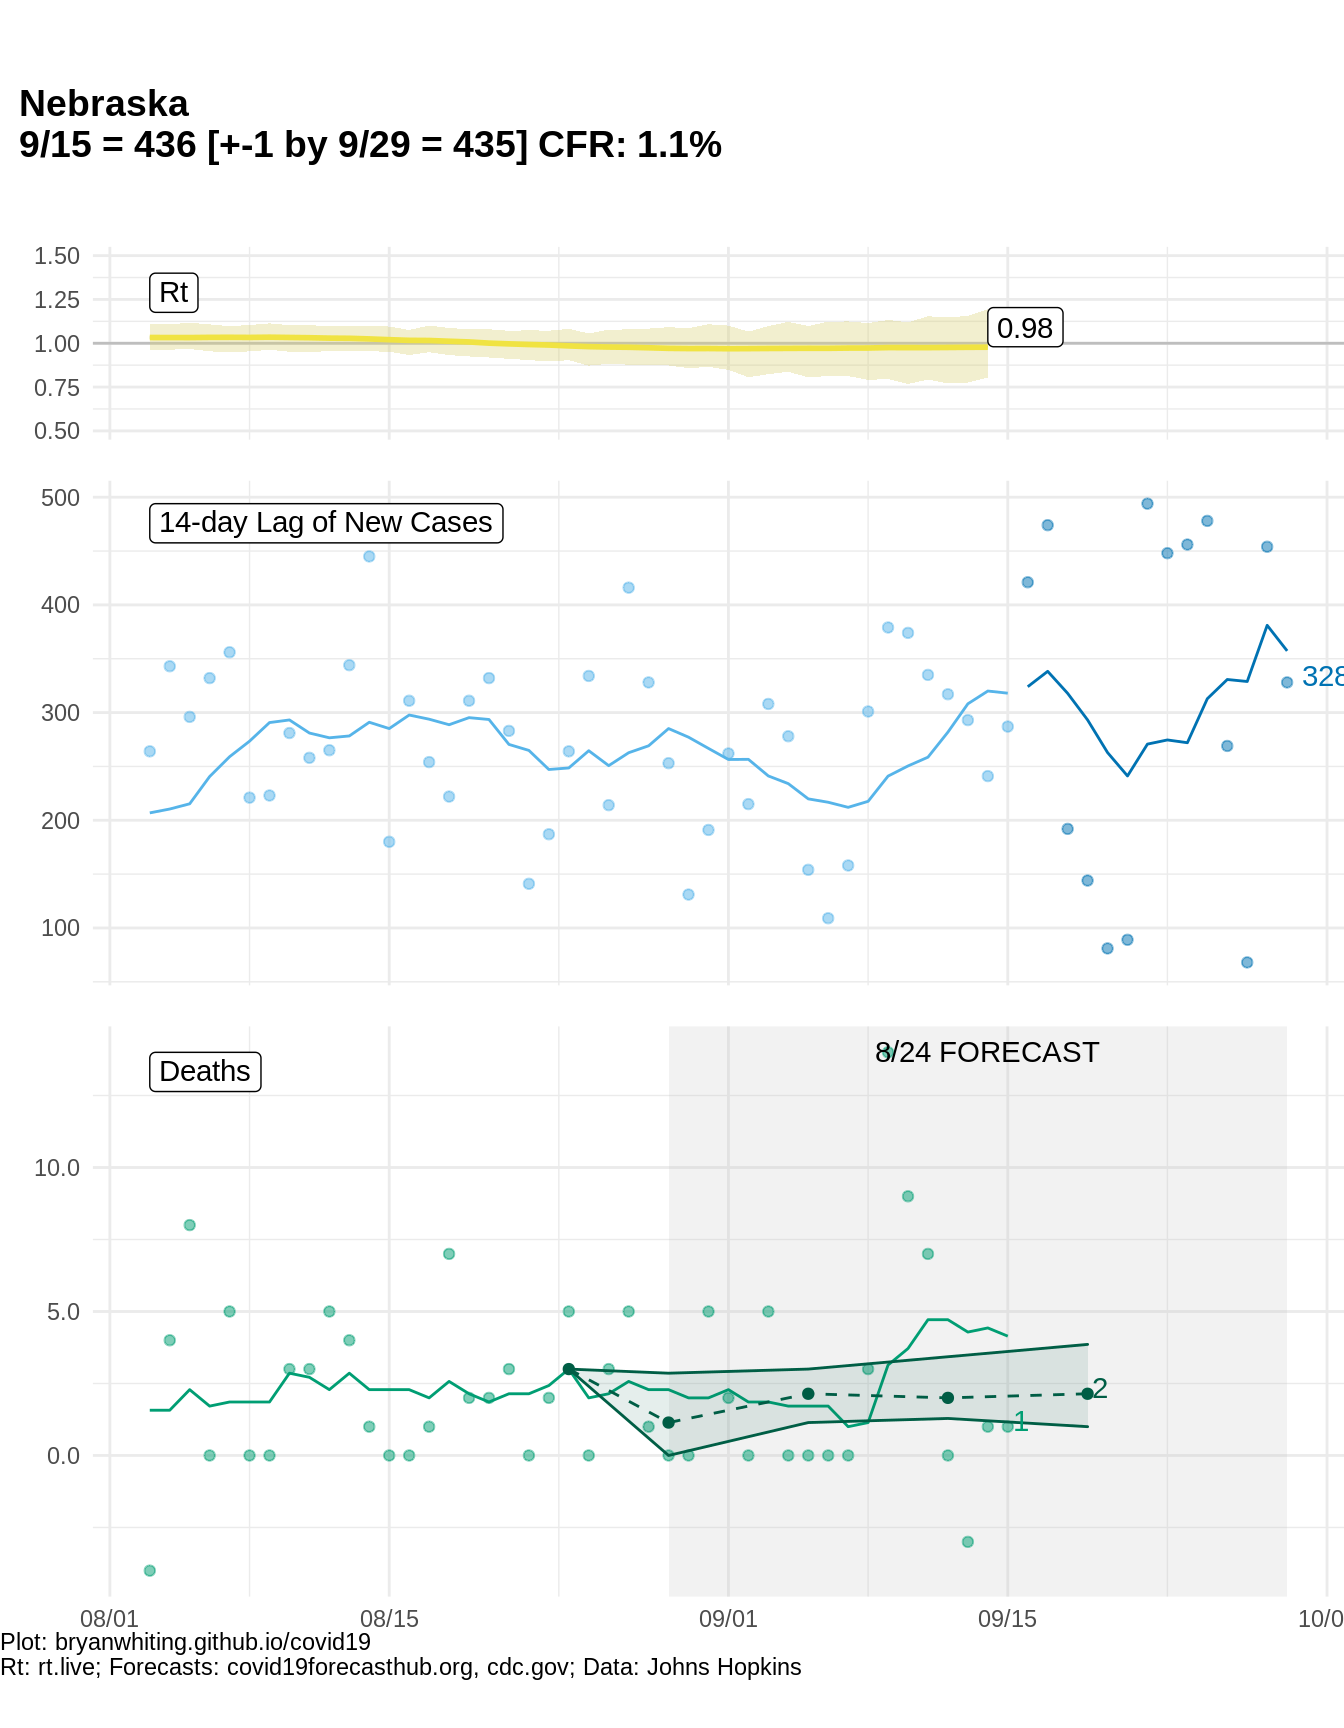 Nebraska
9/15 = 436 [+-1 by 9/29 = 435] CFR: 1.1%
1.50
Rt
1.25
0.98
1.00
0.75
0.50
500
14-day Lag of New Cases
400
328
300
200
100
8/24 FORECAST
Deaths
10.0
5.0
2
1
0.0
08/01 08/15 09/01 09/15 10/0
Plot: bryanwhiting.github.io/covid19
Rt: rt.live; Forecasts: covid19forecasthub.org, cdc.gov; Data: Johns Hopkins